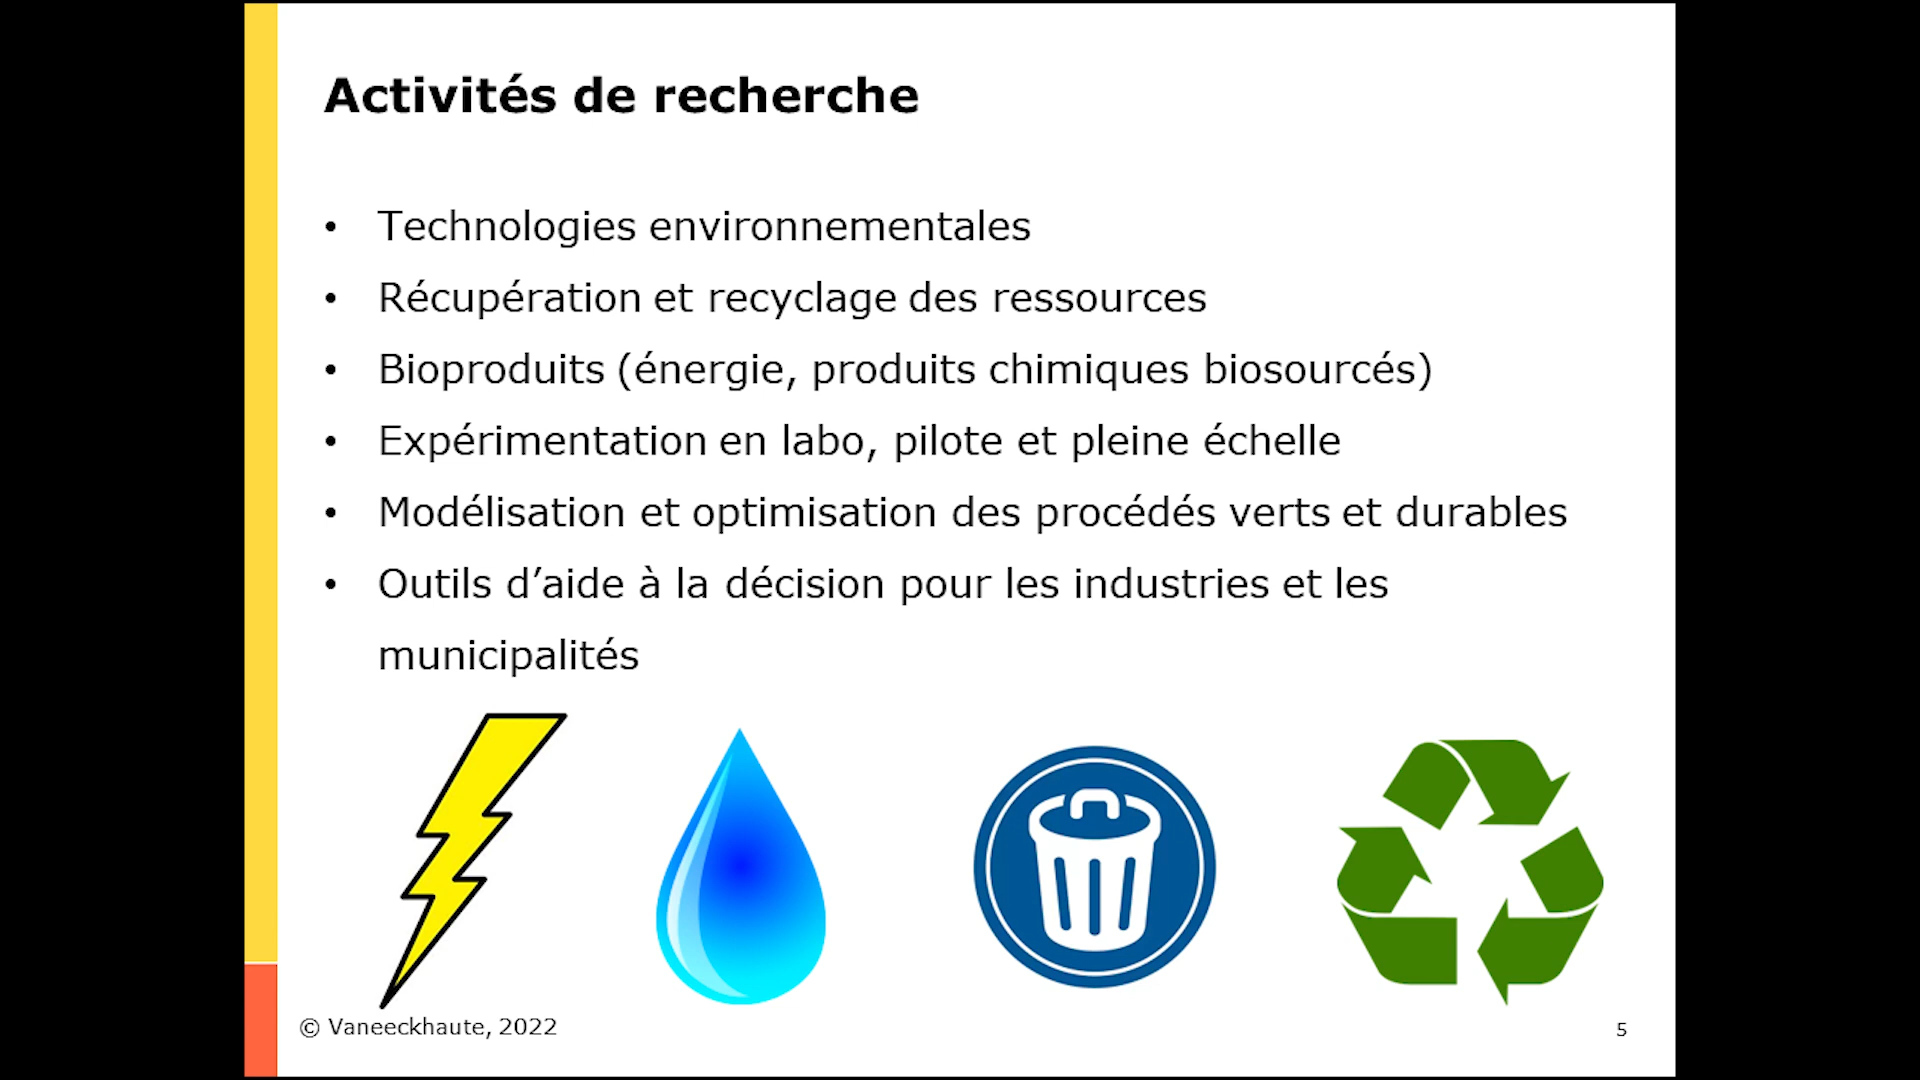 Activités de recherche
• Technologies environnementales
• Récupération et recyclage des ressources
• Bioproduits (énergie, produits chimiques biosourcés)
• Expérimentation en labo, pilote et pleine échelle
• Modélisation et optimisation des procédés verts et durables
• Outils d’aide à la décision pour les industries et les
municipalités
© Vaneeckhaute, 2022
5